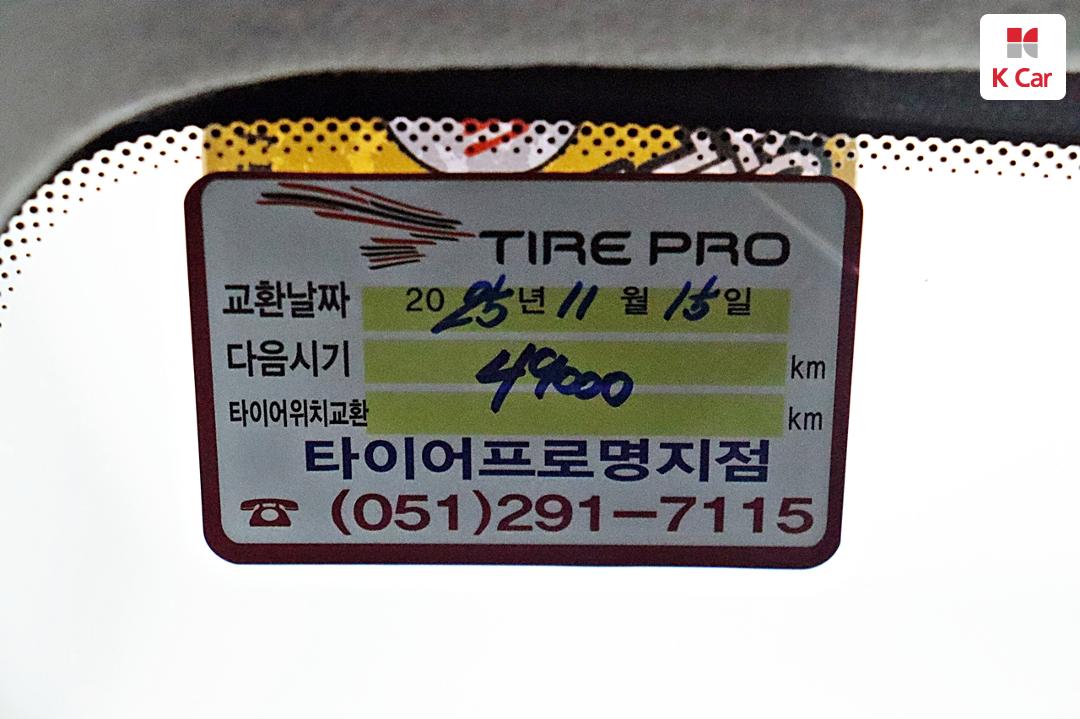 K Car
TIRE PRO
교환날짜 2025년 11월 15일
다음시기 49000 km
타이어위치교환 km
타이어프로명지점
☎ (051)291-7115